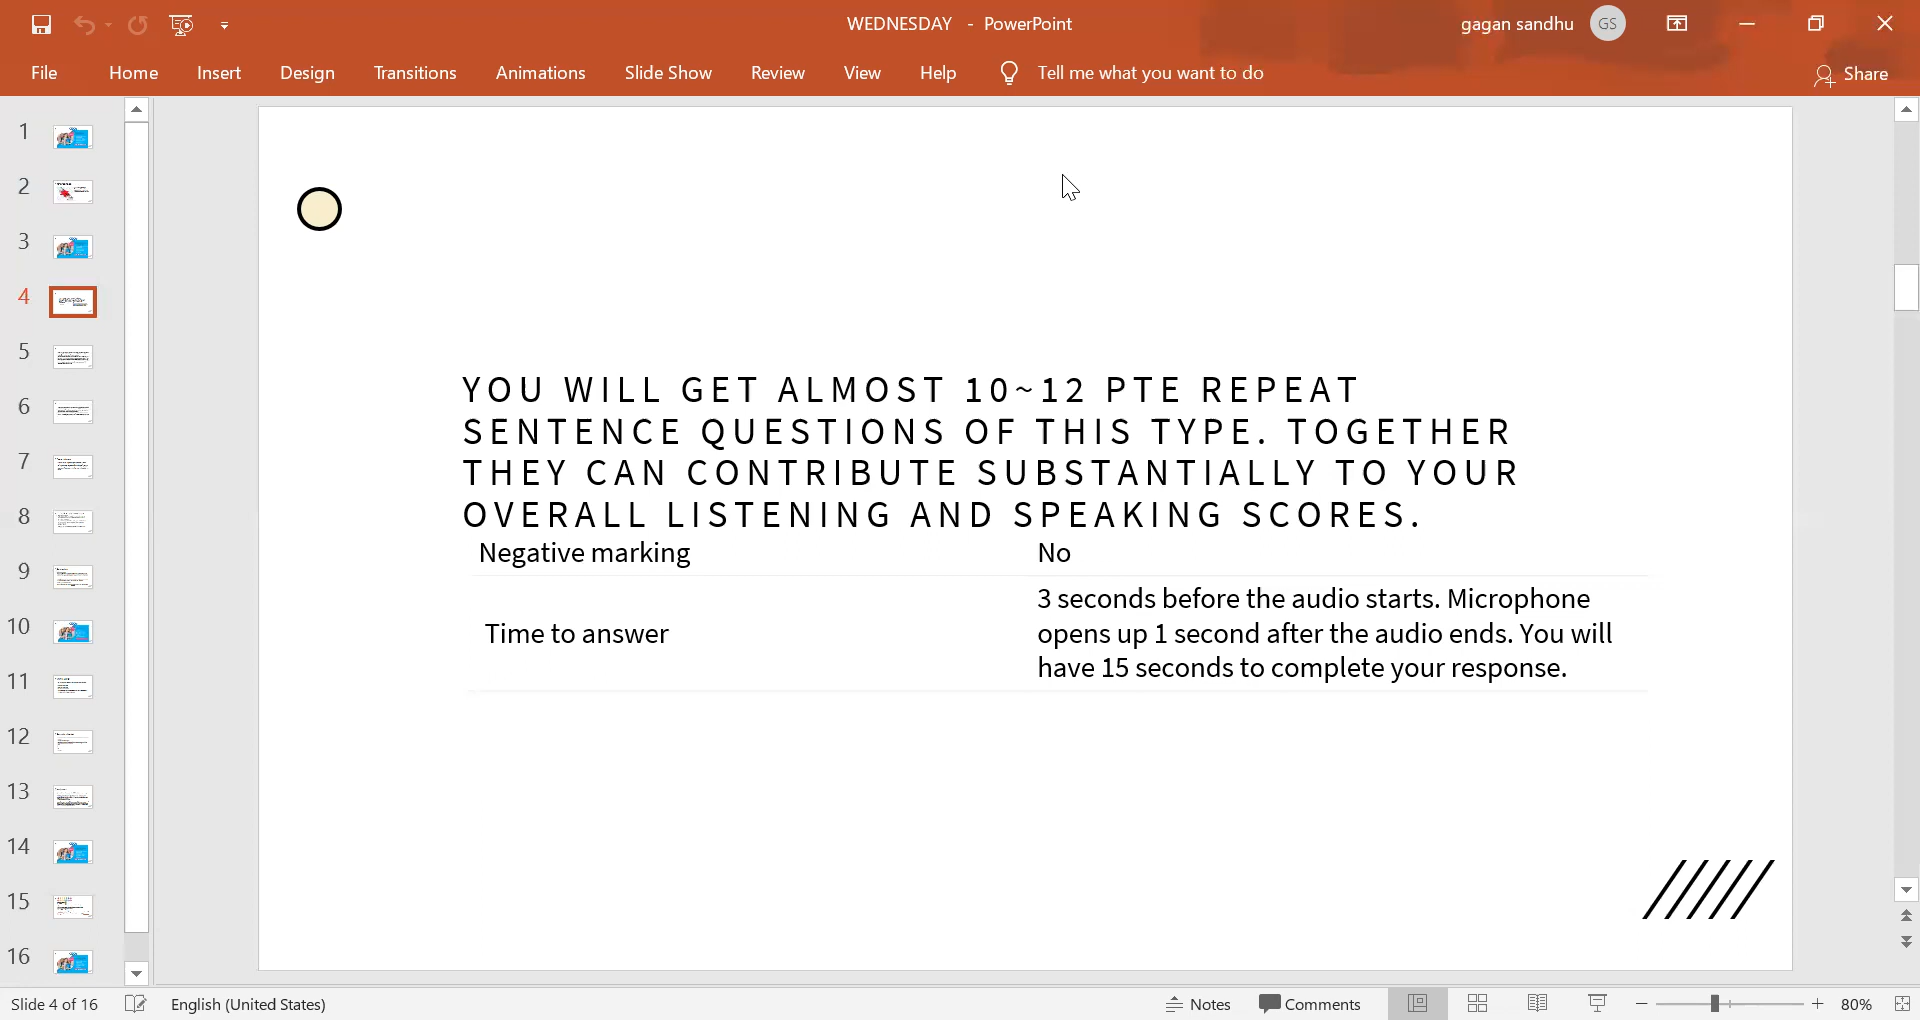 WEDNESDAY - PowerPoint
gagan sandhu GS
File Home Insert Design Transitions Animations Slide Show Review View Help Tell me what you want to do Share
1
2
3
4
5
6
7
8
9
10
11
12
13
14
15
16
YOU WILL GET ALMOST 10~12 PTE REPEAT
SENTENCE QUESTIONS OF THIS TYPE. TOGETHER
THEY CAN CONTRIBUTE SUBSTANTIALLY TO YOUR
OVERALL LISTENING AND SPEAKING SCORES.
Negative marking No
Time to answer
3 seconds before the audio starts. Microphone
opens up 1 second after the audio ends. You will
have 15 seconds to complete your response.
Slide 4 of 16 English (United States) Notes Comments 80%